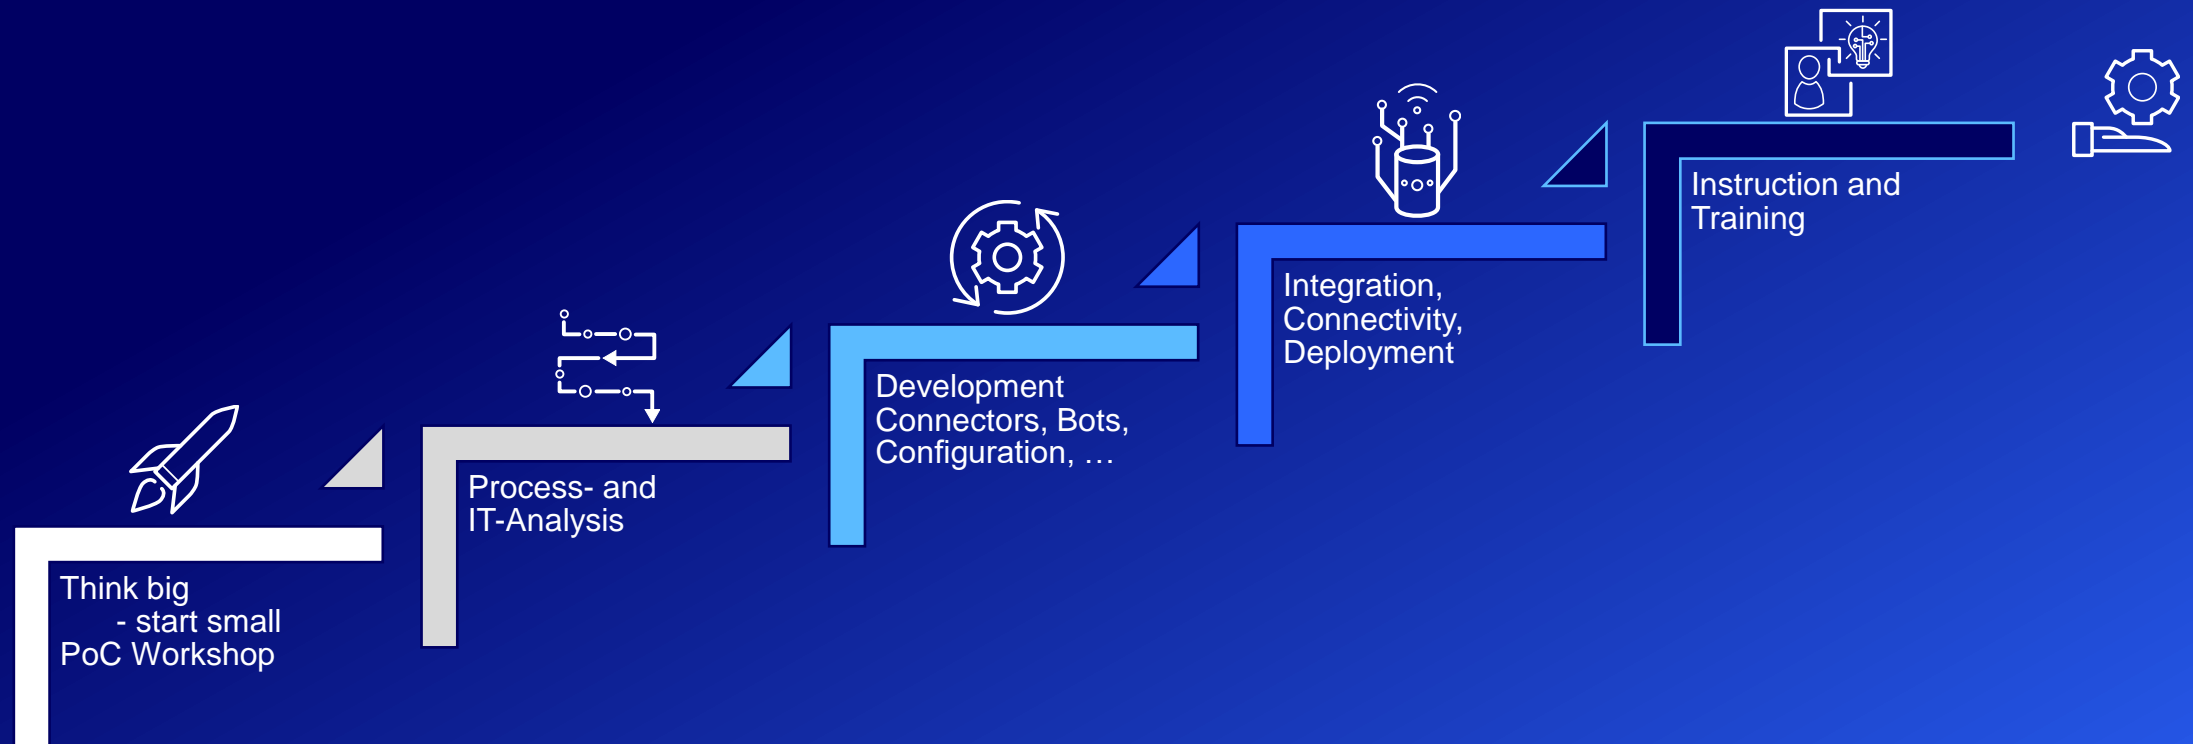 Think big
- start small
PoC Workshop
Process- and
IT-Analysis
Development
Connectors, Bots,
Configuration, …
Integration,
Connectivity,
Deployment
Instruction and
Training